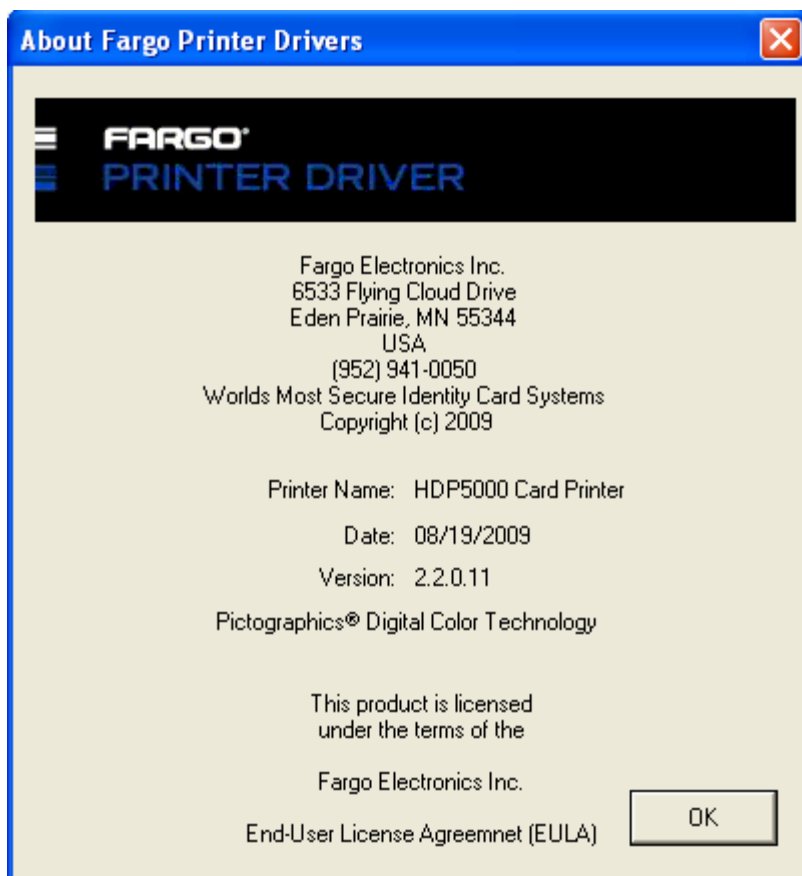 About Fargo Printer Drivers
FARGO®
PRINTER DRIVER
Fargo Electronics Inc.
6533 Flying Cloud Drive
Eden Prairie, MN 55344
USA
(952) 941-0050
Worlds Most Secure Identity Card Systems
Copyright (c) 2009
Printer Name: HDP5000 Card Printer
Date: 08/19/2009
Version: 2.2.0.11
Pictographics® Digital Color Technology
This product is licensed
under the terms of the
Fargo Electronics Inc.
End-User License Agreemnet (EULA)
OK